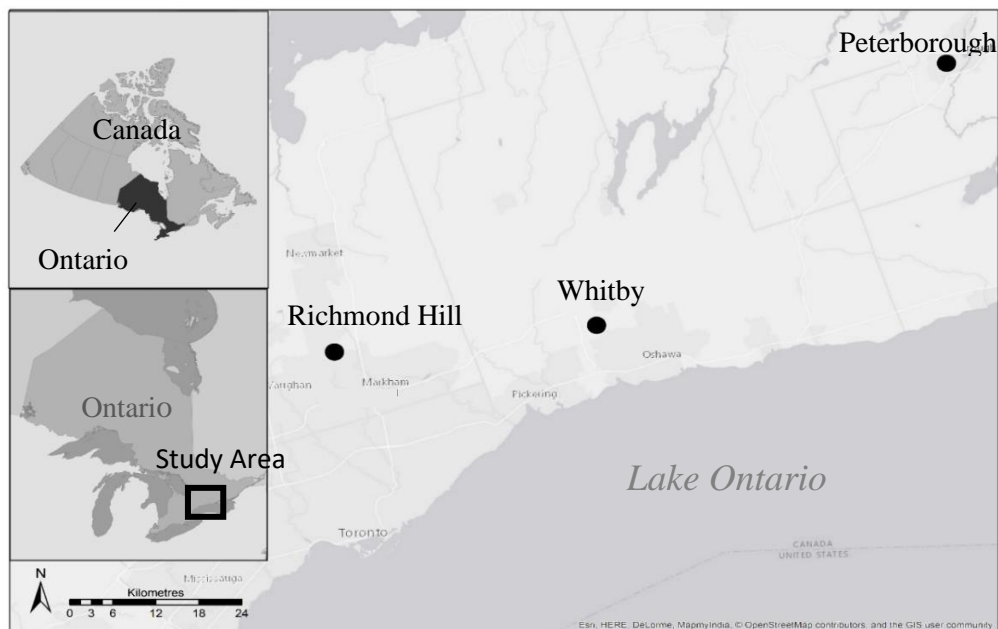 Peterborough
Canada
Ontario
Newmarket
Whitby
Richmond Hill
Oshawa
Vaughan
Markham
Pickering
Ontario
Study Area
Lake Ontario
Toronto
CANADA
UNITED STATES
Mississauga
N
Kilometres
0 3 6 12 18 24
Esri, HERE, DeLorme, MapmyIndia, © OpenStreetMap contributors, and the GIS user community